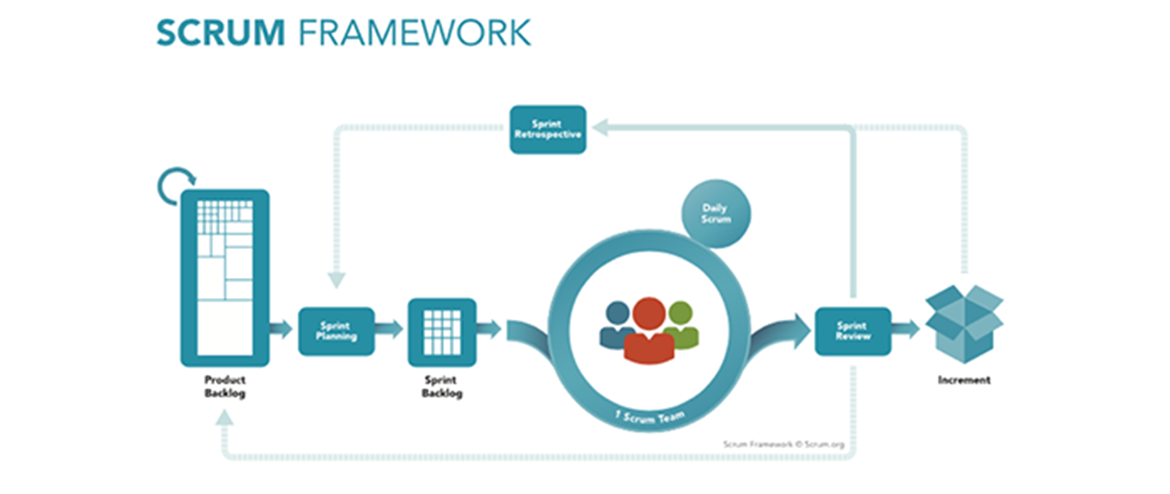 SCRUM FRAMEWORK
Sprint
Retrospective
Daily
Scrum
Sprint
Planning
Sprint
Review
Product
Backlog
Sprint
Backlog
Increment
1 Scrum Team
Scrum Framework © Scrum.org